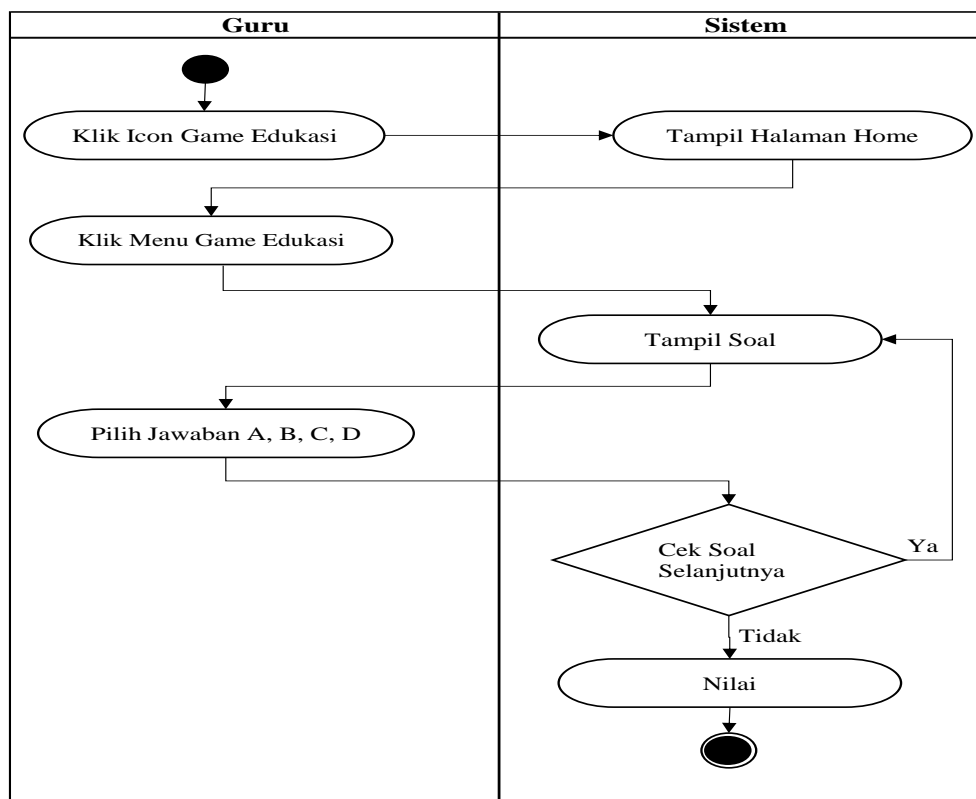 Guru
Sistem
Klik Icon Game Edukasi
Tampil Halaman Home
Klik Menu Game Edukasi
Tampil Soal
Pilih Jawaban A, B, C, D
Cek Soal
Selanjutnya
Ya
Tidak
Nilai